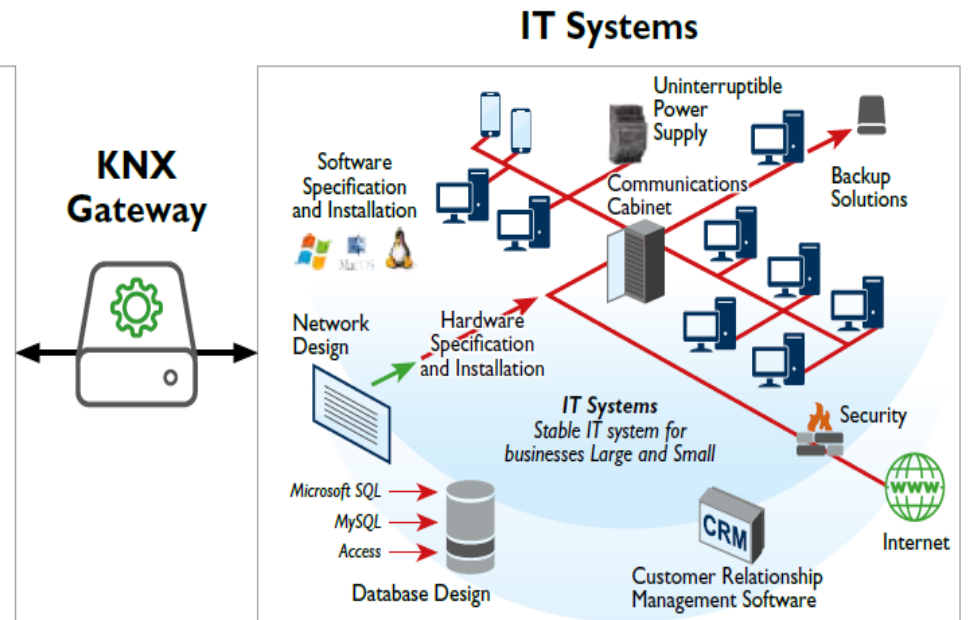 IT Systems
KNX
Gateway
Uninterruptible
Power
Supply
Software
Specification
and Installation
MacOS
Communications
Cabinet
Backup
Solutions
Network
Design
Hardware
Specification
and Installation
IT Systems
Stable IT system for
businesses Large and Small
Security
WWW
Internet
Microsoft SQL
MySQL
Access
Database Design
CRM
Customer Relationship
Management Software